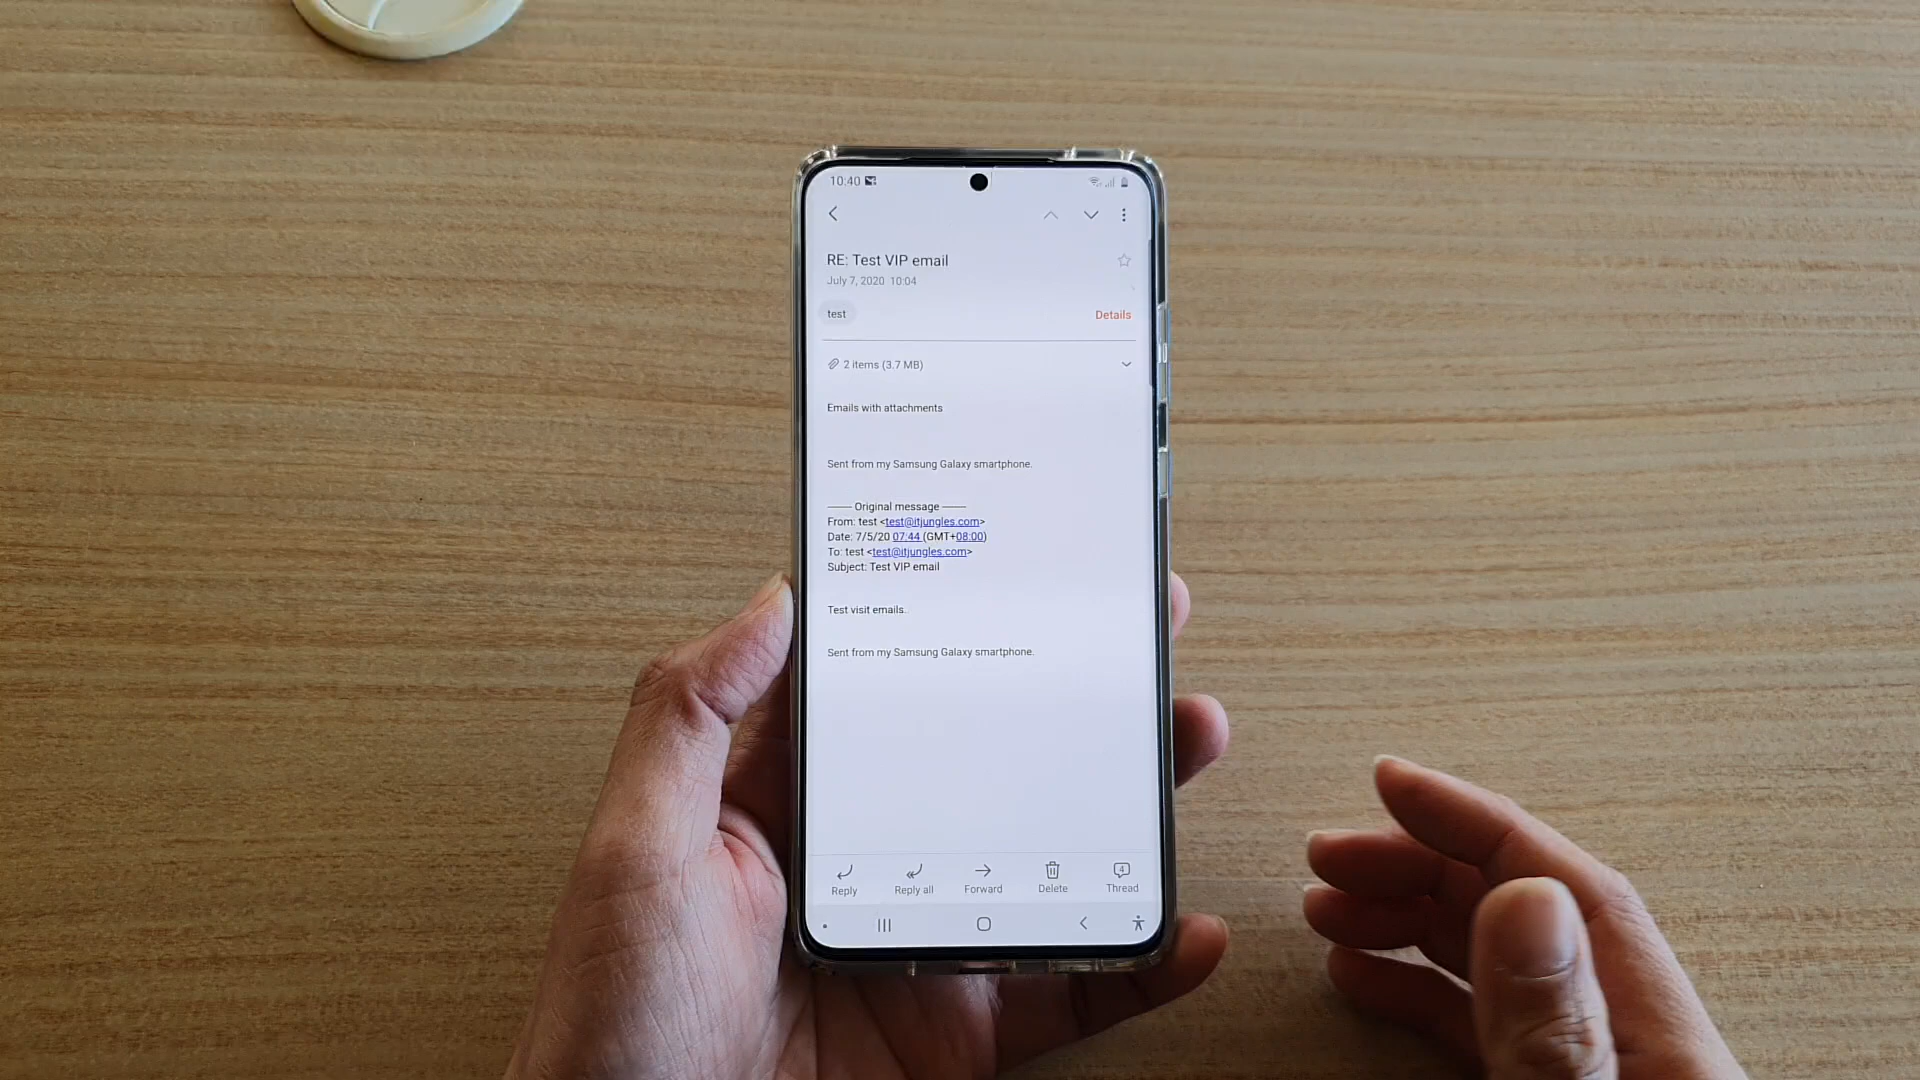 10:40
RE: Test VIP email
July 7, 2020 10:04
test
Details
2 items (3.7 MB)
Emails with attachments
Sent from my Samsung Galaxy smartphone.
-------- Original message --------
From: test <test@itjungles.com>
Date: 7/5/20 07:44 (GMT+08:00)
To: test <test@itjungles.com>
Subject: Test VIP email
Test visit emails.
Sent from my Samsung Galaxy smartphone.
Reply
Reply all
Forward
Delete
4
Thread